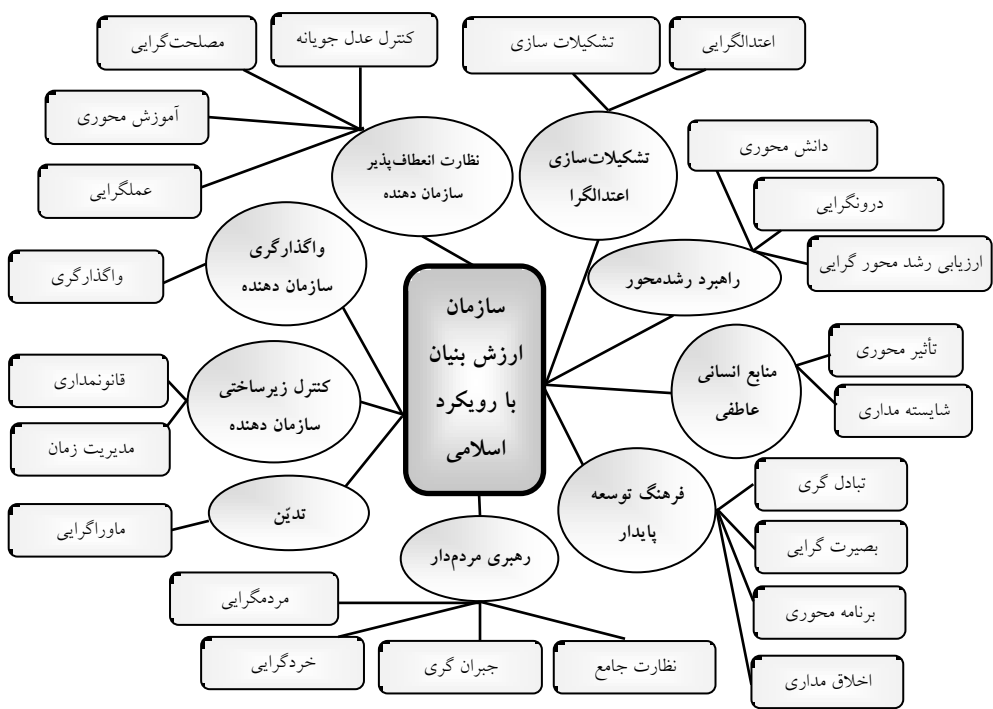 کنترل عدل جویانه
مصلحت‌گرایی
آموزش محوری
عملگرایی
نظارت انعطاف‌پذیر
سازمان دهنده
اعتدالگرایی
تشکیلات سازی
تشکیلات‌سازی
اعتدالگرا
دانش محوری
درونگرایی
ارزیابی رشد محور گرایی
راهبرد رشدمحور
واگذارگری
سازمان دهنده
واگذارگری
سازمان
ارزش بنیان
با رویکرد
اسلامی
تأثیر محوری
شایسته مداری
منابع انسانی
عاطفی
کنترل زیرساختی
سازمان دهنده
قانونمداری
مدیریت زمان
فرهنگ توسعه
پایدار
تبادل گری
بصیرت گرایی
برنامه محوری
اخلاق مداری
تدیّن
ماوراگرایی
رهبری مردم‌دار
مردمگرایی
خردگرایی
جبران گری
نظارت جامع